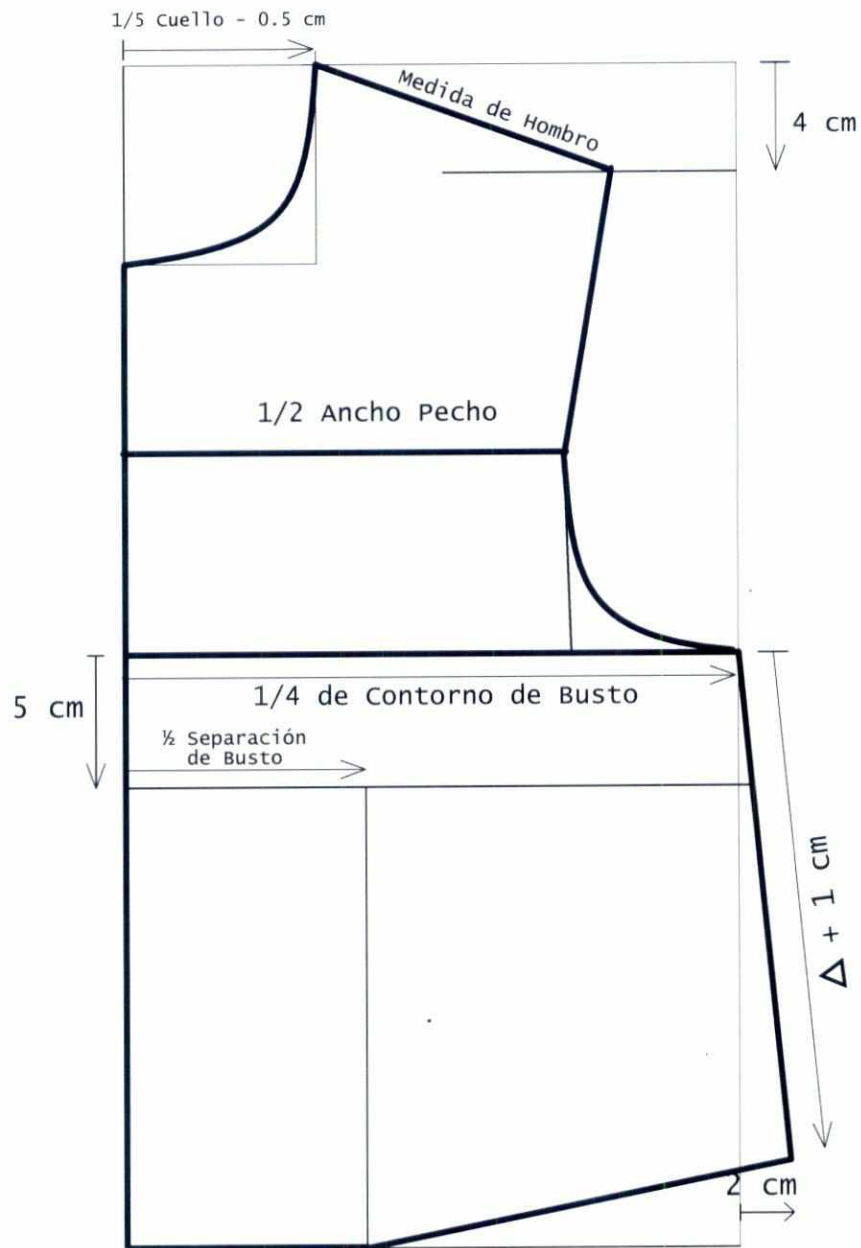 1/5 Cuello - 0.5 cm
Medida de Hombro
4 cm
1/2 Ancho Pecho
5 cm
1/4 de Contorno de Busto
½ Separación
de Busto
Δ + 1 cm
2 cm